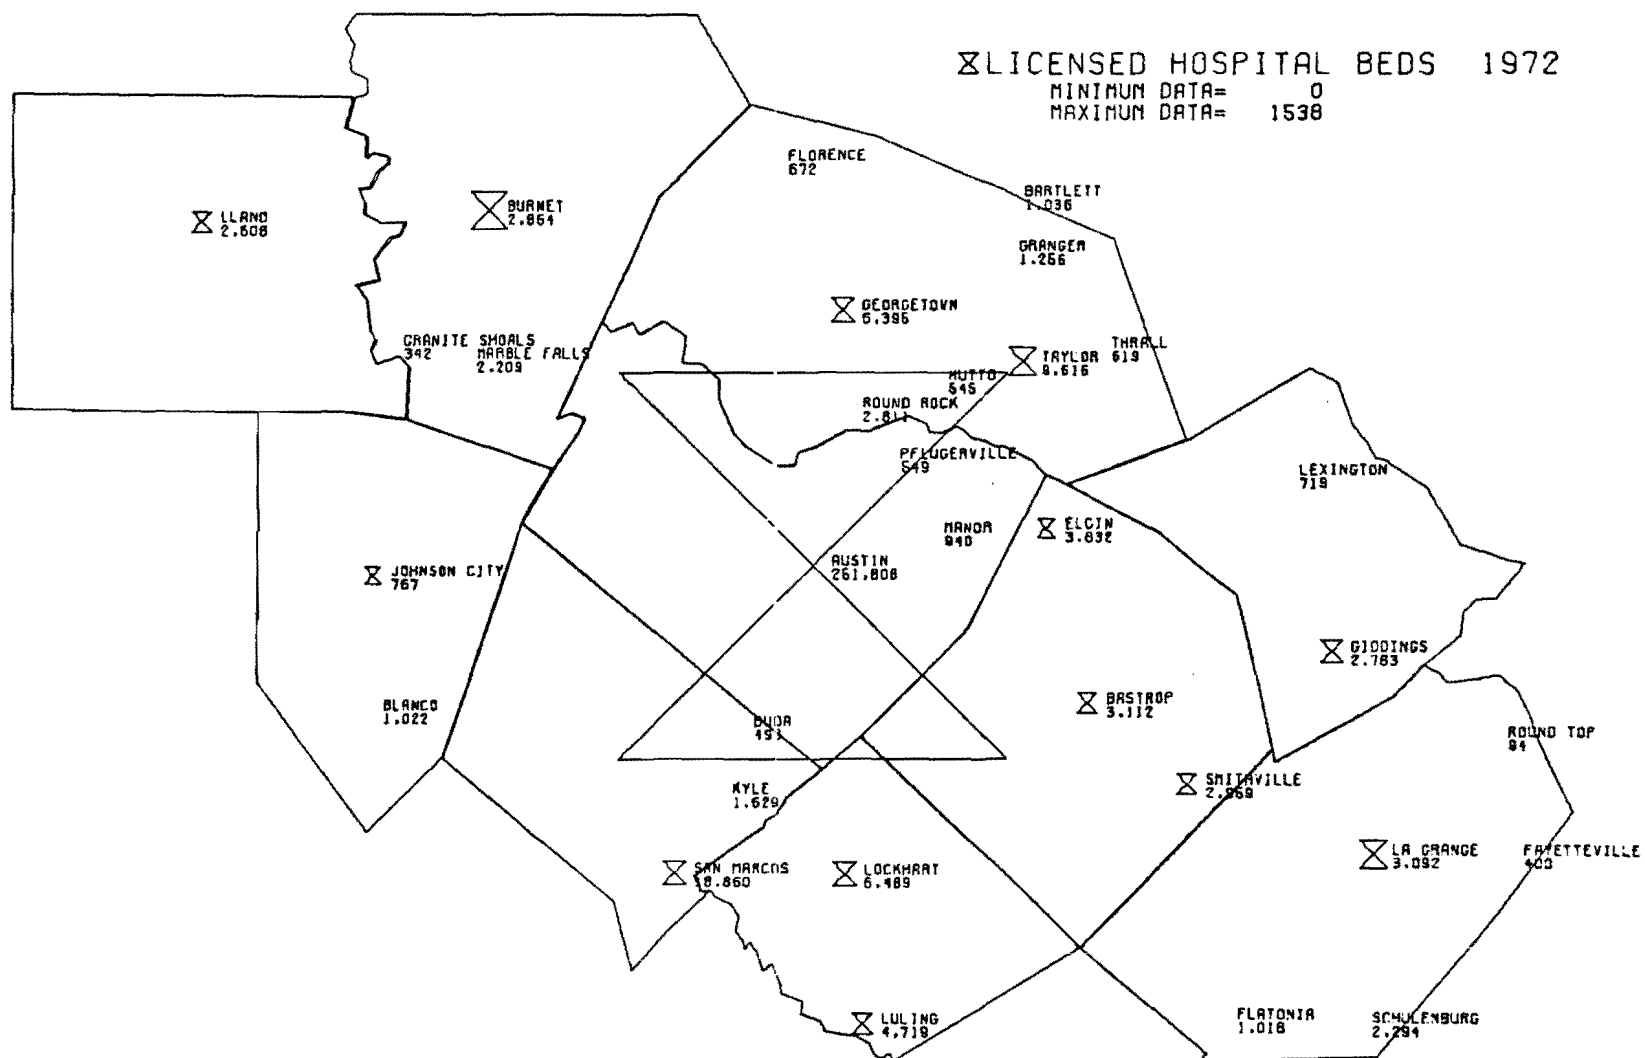 LICENSED HOSPITAL BEDS 1972
MINIMUM DATA= 0
MAXIMUM DATA= 1538
FLORENCE
672
BARTLETT
1.036
LLANO
2.608
BURNET
2.864
GRANGER
1.256
GEORGETOWN
6.395
GRANITE SHOALS
342
MARBLE FALLS
2.209
TAYLOR
9.616
THRALL
619
HUTTO
545
ROUND ROCK
2.811
PFLUGERVILLE
549
LEXINGTON
719
MANOR
940
ELGIN
3.832
AUSTIN
251.808
JOHNSON CITY
767
GIDDINGS
2.783
BLANCO
1.022
BUDA
491
BASTROP
3.112
ROUND TOP
94
KYLE
1.629
SMITHVILLE
2.959
SAN MARCOS
18.860
LOCKHART
6.489
LA GRANGE
3.092
FAYETTEVILLE
400
LULING
4.719
FLATONIA
1.018
SCHULENBURG
2.294